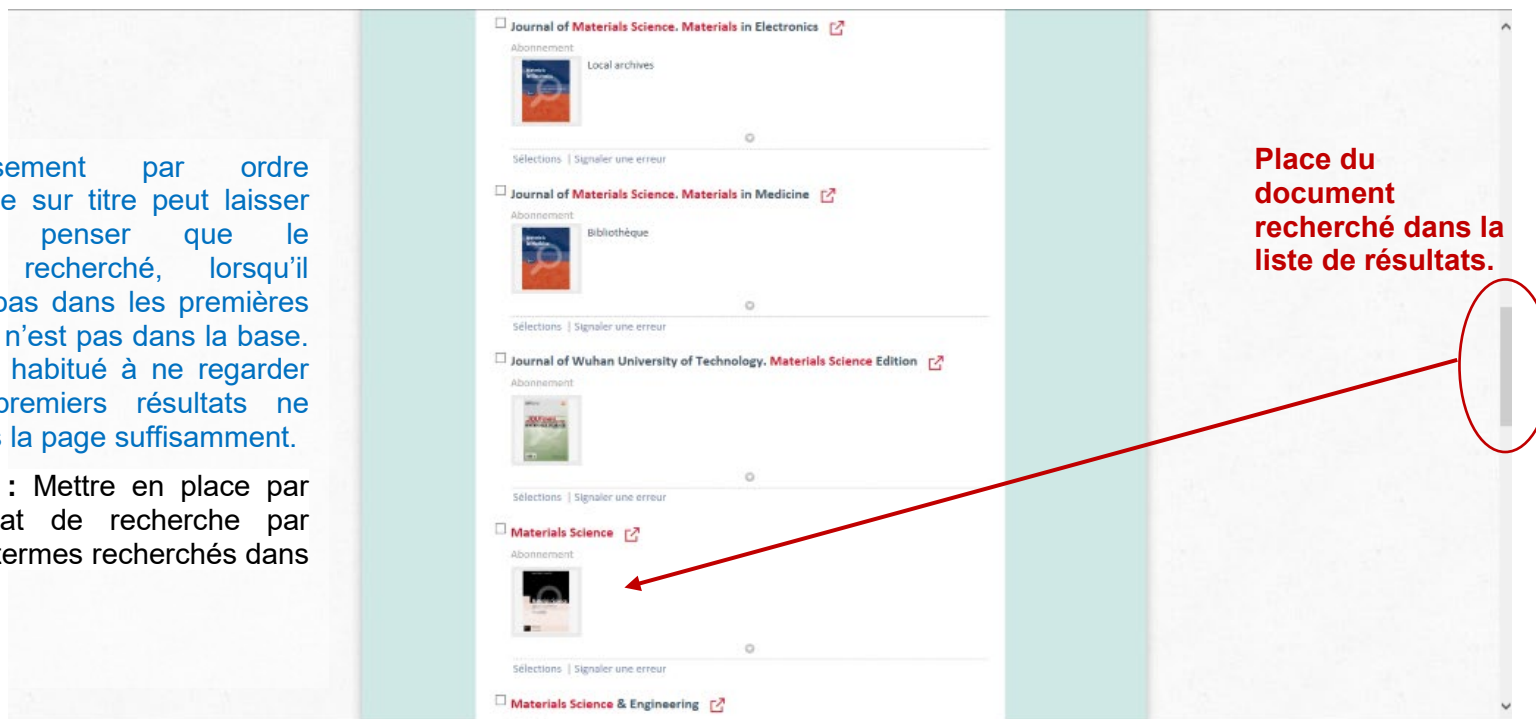 Journal of Materials Science. Materials in Electronics
Abonnement
Local archives
Sélections | Signaler une erreur
Journal of Materials Science. Materials in Medicine
Abonnement
Bibliothèque
Sélections | Signaler une erreur
Journal of Wuhan University of Technology. Materials Science Edition
Abonnement
Sélections | Signaler une erreur
Materials Science
Abonnement
Sélections | Signaler une erreur
Materials Science & Engineering
sement par ordre
e sur titre peut laisser
penser que le
recherché, lorsqu'il
pas dans les premières
n'est pas dans la base.
habitué à ne regarder
premiers résultats ne
la page suffisamment.
: Mettre en place par
at de recherche par
termes recherchés dans
Place du
document
recherché dans la
liste de résultats.